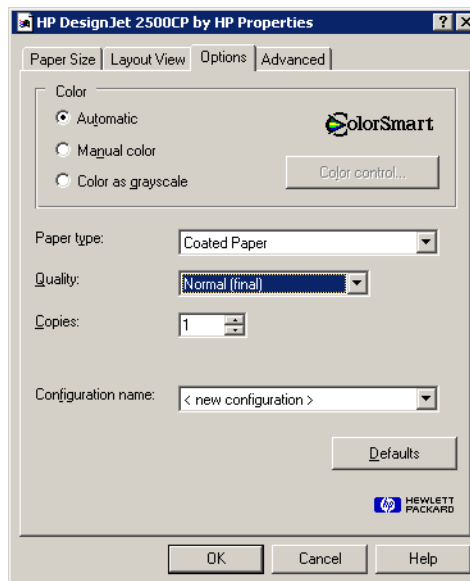 HP DesignJet 2500CP by HP Properties
Paper Size Layout View Options Advanced
Color
Automatic
ColorSmart
Manual color
Color control...
Color as grayscale
Paper type: Coated Paper
Quality: Normal (final)
Copies: 1
Configuration name: < new configuration >
Defaults
hp HEWLETT
PACKARD
OK Cancel Help